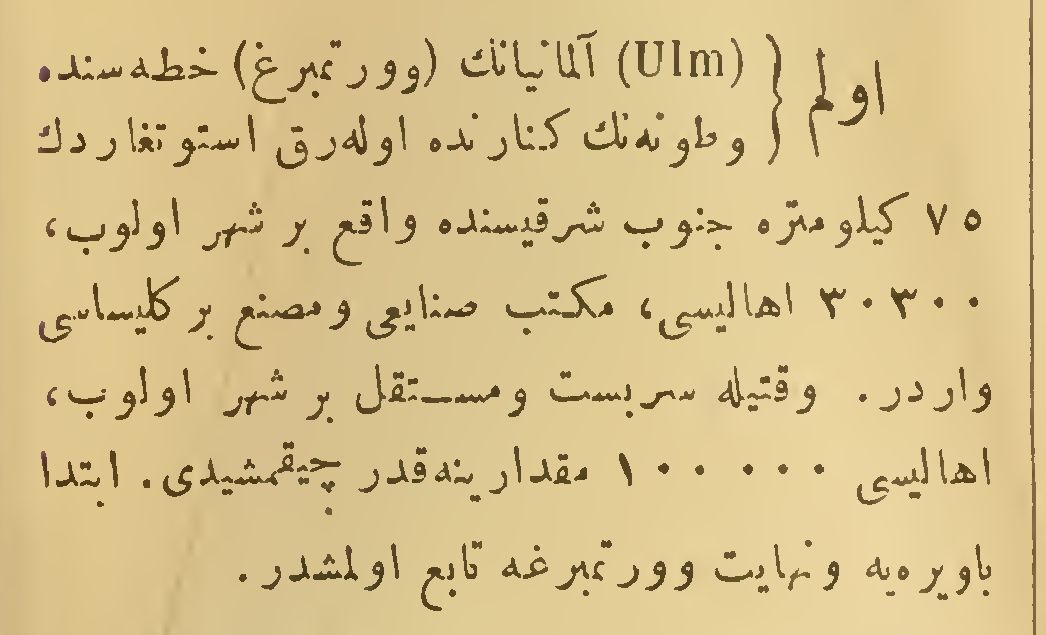 اولم { (Ulm) آلمانیانك (وورتمبرغ) خطه‌سنده
وطونه‌نك كنارنده اوله‌رق استوتغاردك
۷۵ كیلومتره جنوب شرقیسنده واقع بر شهر اولوب،
۳۰۳۰۰ اهالیسی، مكتب صنایعی ومصنع بر كلیساسی
واردر. وقتیله سربست ومستقل بر شهر اولوب،
اهالیسی ۱۰۰۰۰۰ مقدارینه‌قدر چیقمشیدی. ابتدا
باویره‌یه ونهایت وورتمبرغه تابع اولمشدر.